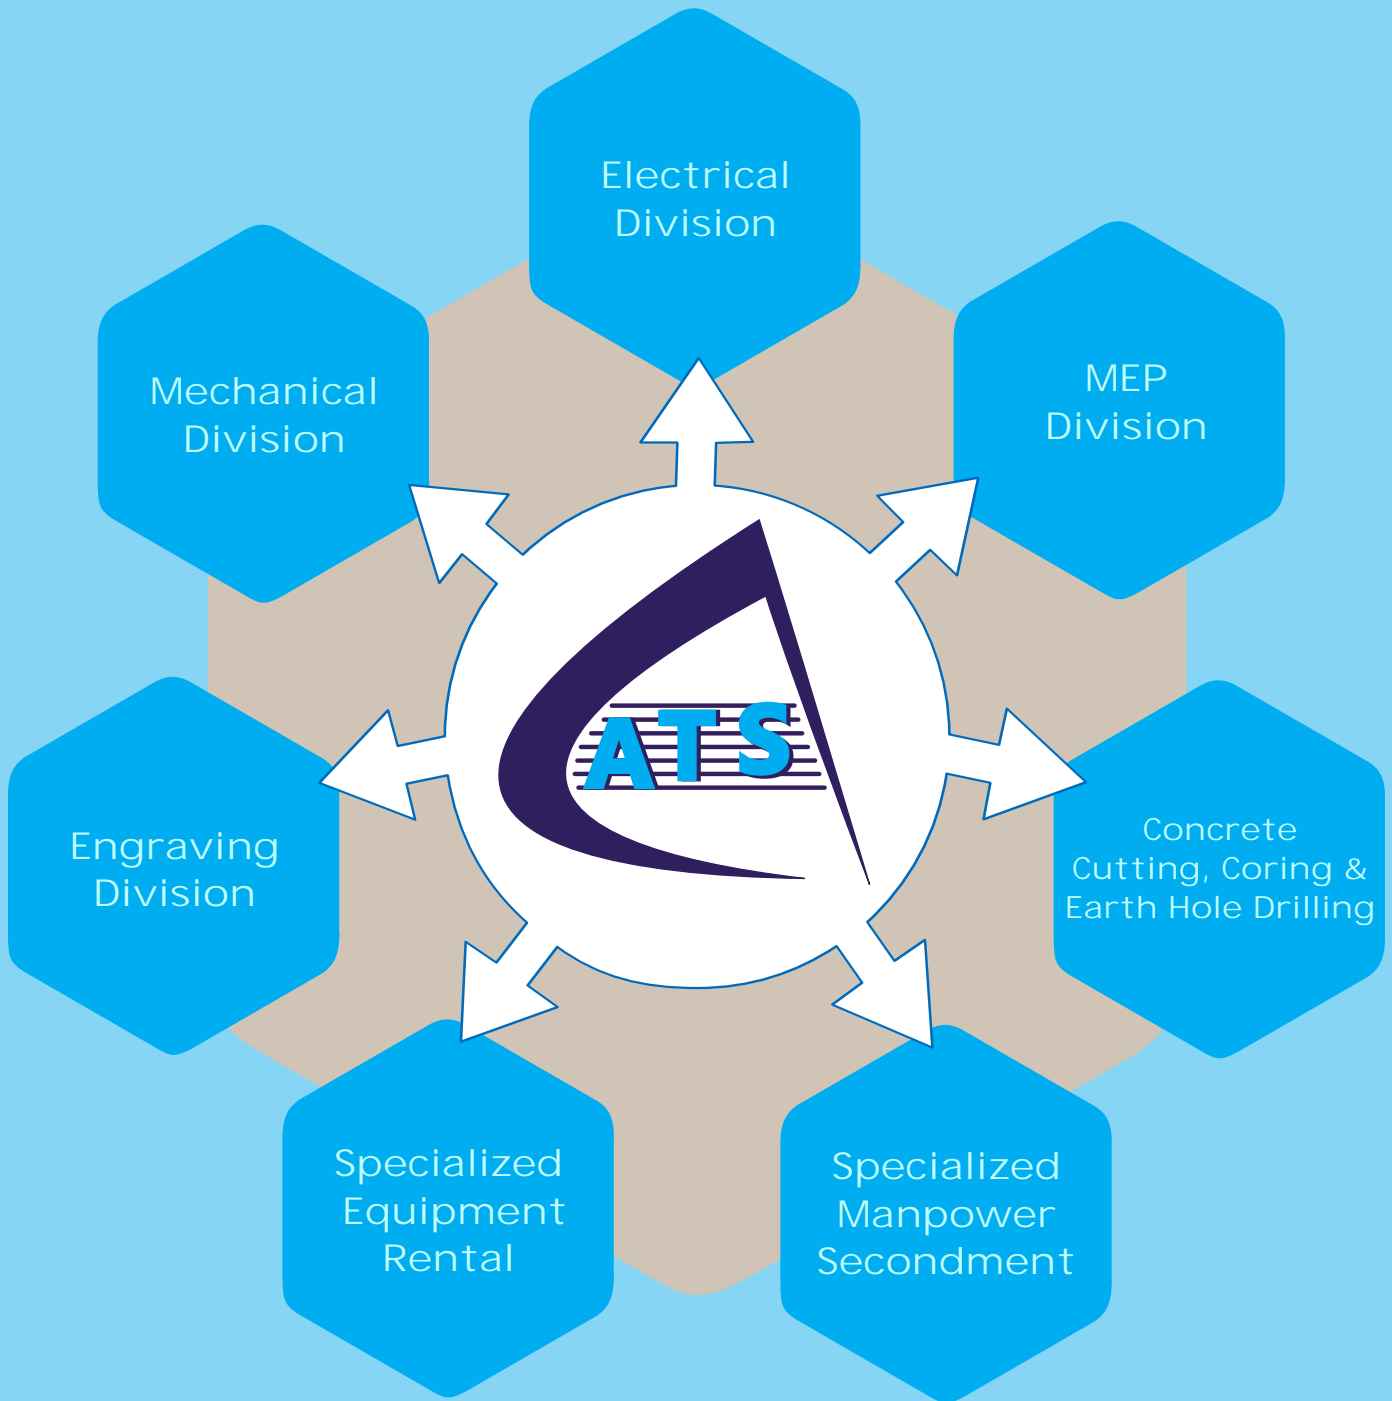 Electrical
Division
Mechanical
Division
MEP
Division
ATS
Engraving
Division
Concrete
Cutting, Coring &
Earth Hole Drilling
Specialized
Equipment
Rental
Specialized
Manpower
Secondment